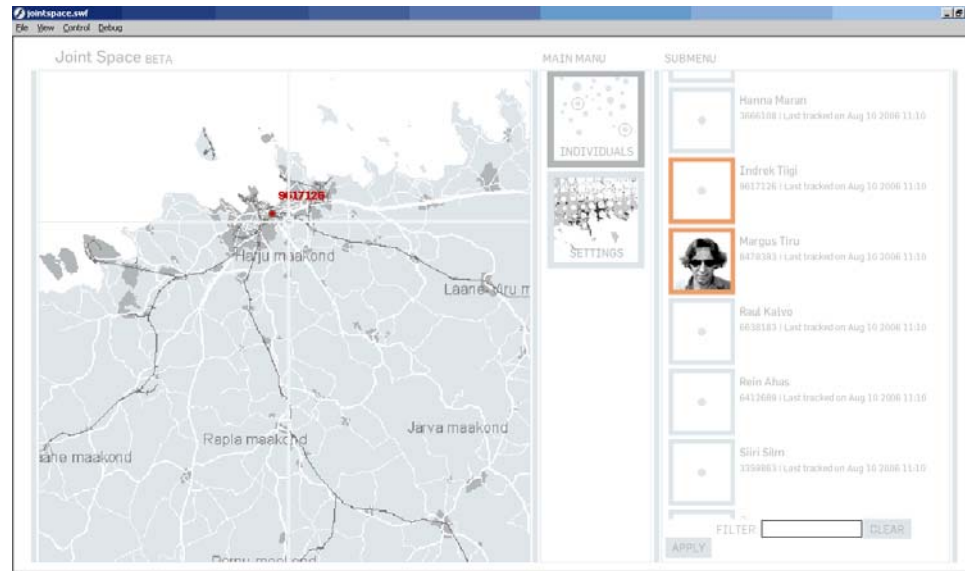 jointspace.swf
File View Control Debug
Joint Space BETA
MAIN MANU
SUBMENU
9617126
Harju maakond
Laane-Viru m
Rapla maakond
Jarva maakond
ane maakond
INDIVIDUALS
SETTINGS
Hanna Maran
3666108 | Last tracked on Aug 10 2006 11:10
Indrek Tiigi
9617126 | Last tracked on Aug 10 2006 11:10
Margus Tiru
6478383 | Last tracked on Aug 10 2006 11:10
Raul Kalvo
6638183 | Last tracked on Aug 10 2006 11:10
Rein Ahas
6412689 | Last tracked on Aug 10 2006 11:10
Siiri Silm
3359863 | Last tracked on Aug 10 2006 11:10
FILTER
CLEAR
APPLY